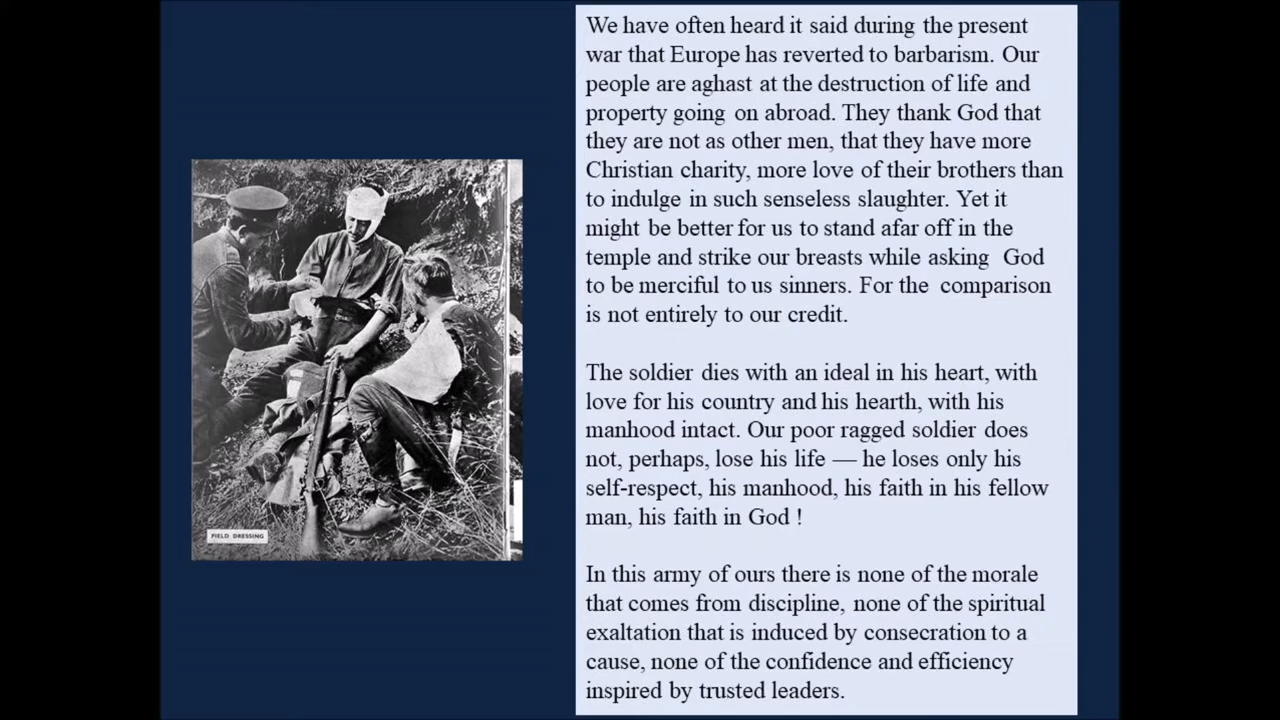 We have often heard it said during the present
war that Europe has reverted to barbarism. Our
people are aghast at the destruction of life and
property going on abroad. They thank God that
they are not as other men, that they have more
Christian charity, more love of their brothers than
to indulge in such senseless slaughter. Yet it
might be better for us to stand afar off in the
temple and strike our breasts while asking God
to be merciful to us sinners. For the comparison
is not entirely to our credit.
The soldier dies with an ideal in his heart, with
love for his country and his hearth, with his
manhood intact. Our poor ragged soldier does
not, perhaps, lose his life — he loses only his
self-respect, his manhood, his faith in his fellow
man, his faith in God !
In this army of ours there is none of the morale
that comes from discipline, none of the spiritual
exaltation that is induced by consecration to a
cause, none of the confidence and efficiency
inspired by trusted leaders.
FIELD DRESSING